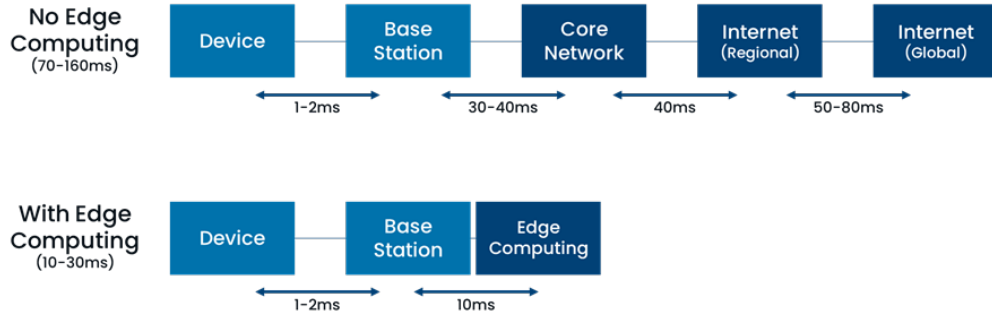 No Edge
Computing
(70-160ms)
Device
Base
Station
Core
Network
Internet
(Regional)
Internet
(Global)
1-2ms
30-40ms
40ms
50-80ms
With Edge
Computing
(10-30ms)
Device
Base
Station
Edge
Computing
1-2ms
10ms